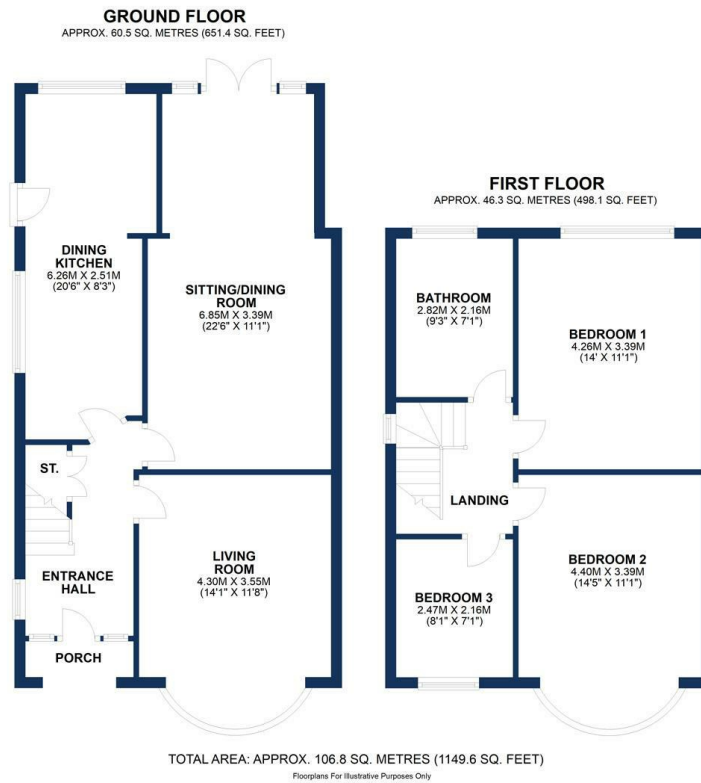 GROUND FLOOR
APPROX. 60.5 SQ. METRES (651.4 SQ. FEET)
DINING
KITCHEN
6.26M X 2.51M
(20'6" X 8'3")
SITTING/DINING
ROOM
6.85M X 3.39M
(22'6" X 11'1")
ST.
ENTRANCE
HALL
LIVING
ROOM
4.30M X 3.55M
(14'1" X 11'8")
PORCH
FIRST FLOOR
APPROX. 46.3 SQ. METRES (498.1 SQ. FEET)
BATHROOM
2.82M X 2.16M
(9'3" X 7'1")
BEDROOM 1
4.26M X 3.39M
(14' X 11'1")
LANDING
BEDROOM 2
4.40M X 3.39M
(14'5" X 11'1")
BEDROOM 3
2.47M X 2.16M
(8'1" X 7'1")
TOTAL AREA: APPROX. 106.8 SQ. METRES (1149.6 SQ. FEET)
Floorplans For Illustrative Purposes Only